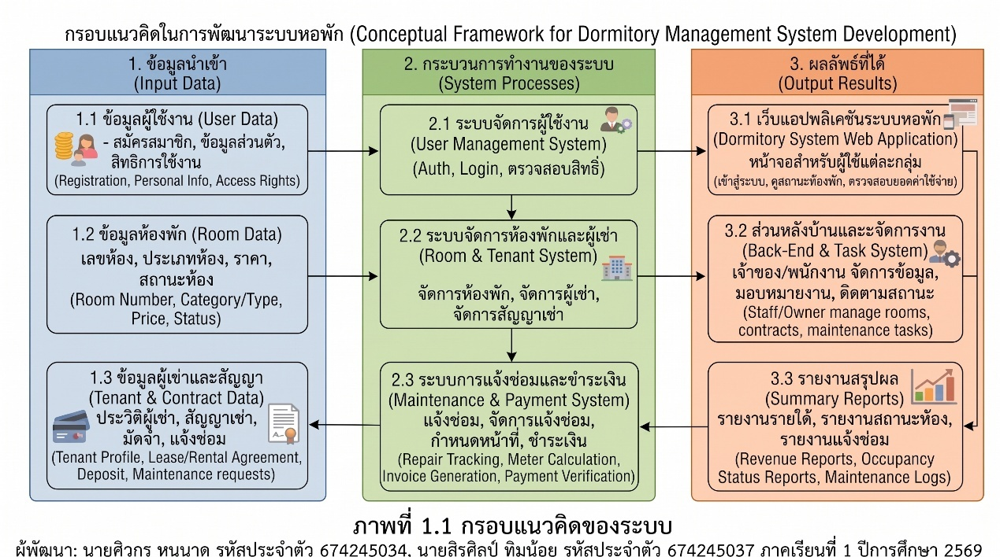 กรอบแนวคิดในการพัฒนาระบบหอพัก (Conceptual Framework for Dormitory Management System Development)
1. ข้อมูลนำเข้า
(Input Data)
1.1 ข้อมูลผู้ใช้งาน (User Data)
- สมัครสมาชิก, ข้อมูลส่วนตัว,
สิทธิการใช้งาน
(Registration, Personal Info, Access Rights)
1.2 ข้อมูลห้องพัก (Room Data)
เลขห้อง, ประเภทห้อง, ราคา,
สถานะห้อง
(Room Number, Category/Type,
Price, Status)
1.3 ข้อมูลผู้เข่าและสัญญา
(Tenant & Contract Data)
ประวิติผู้เช่า, สัญญาเช่า,
มัดจำ, แจ้งซ่อม
(Tenant Profile, Lease/Rental Agreement,
Deposit, Maintenance requests)
2. กระบวนการทำงานของระบบ
(System Processes)
2.1 ระบบจัดการผู้ใช้งาน
(User Management System)
(Auth, Login, ตรวจสอบสิทธิ่)
2.2 ระบบจัดการห้องพักและผู้เช่า
(Room & Tenant System)
จัดการห้องพัก, จัดการผู้เช่า,
จัดการสัญญาเช่า
2.3 ระบบการแจ้งซ่อมและขำระเงิน
(Maintenance & Payment System)
แจ้งซ่อม, จัดการแจ้งซ่อม,
กำหนดหน้าที่, ชำระเงิน
(Repair Tracking, Meter Calculation,
Invoice Generation, Payment Verification)
3. ผลลัพธ์ที่ได้
(Output Results)
3.1 เว็บแอปพลิเคชันระบบหอพัก
(Dormitory System Web Application)
หน้าจอสำหรับผู้ใช้แต่ละกลุ่ม
(เข้าสู่ระบบ, ดูสถานะห้องพัก, ตรวจสอบยอดค่าใช้จ่าย)
3.2 ส่วนหลังบ้านและะจัดการงาน
(Back-End & Task System)
เจ้าของ/พนักงาน จัดการข้อมูล,
มอบหมายงาน, ติดตามสถานะ
(Staff/Owner manage rooms,
contracts, maintenance tasks)
3.3 รายงานสรุปผล
(Summary Reports)
รายงานรายได้, รายงานสถานะห้อง,
รายงานแจ้งซ่อม
(Revenue Reports, Occupancy
Status Reports, Maintenance Logs)
ภาพที่ 1.1 กรอบแนวคิดของระบบ
ผู้พัฒนา: นายศิวกร หนนาด รหัสประจำตัว 674245034, นายสิรศิลป์ ทิมน้อย รหัสประจำตัว 674245037 ภาคเรียนที่ 1 ปีการศึกษา 2569